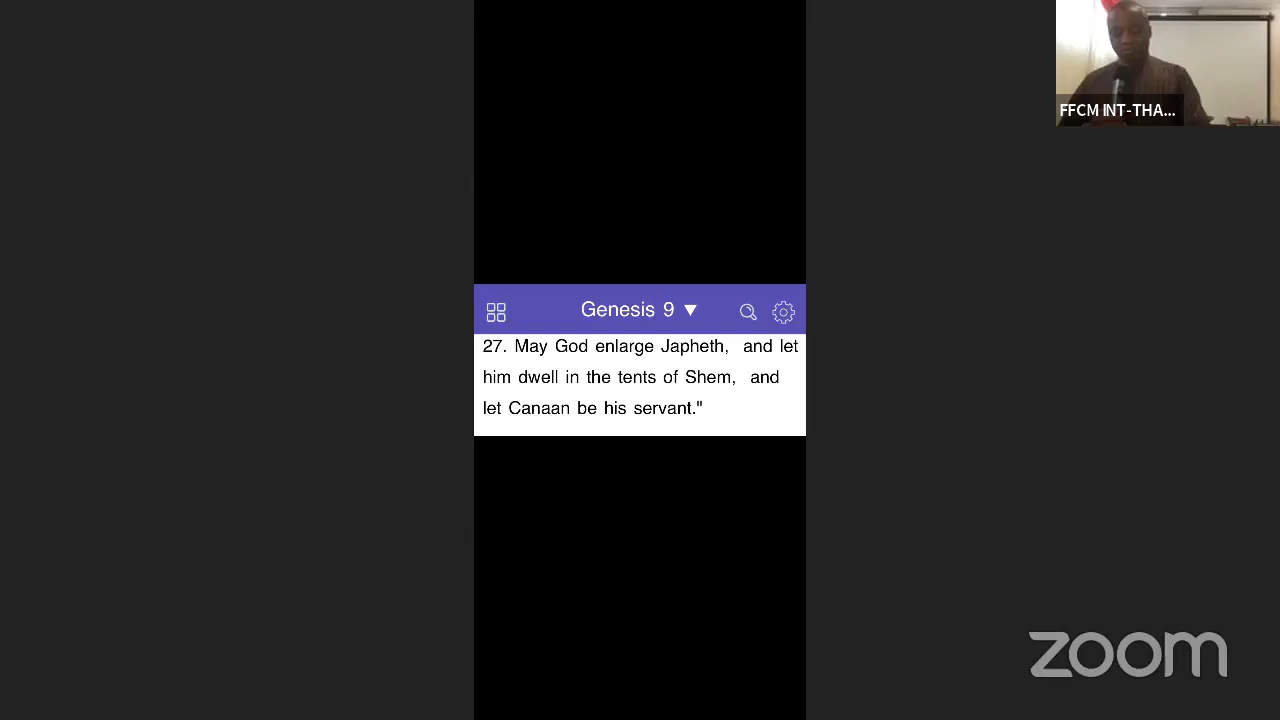 FFCM INT-THA...
Genesis 9 ▼
27. May God enlarge Japheth, and let
him dwell in the tents of Shem, and
let Canaan be his servant."
zoom